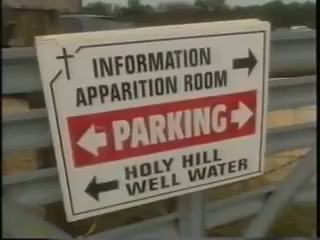 INFORMATION
APPARITION ROOM
PARKING
HOLY HILL
WELL WATER